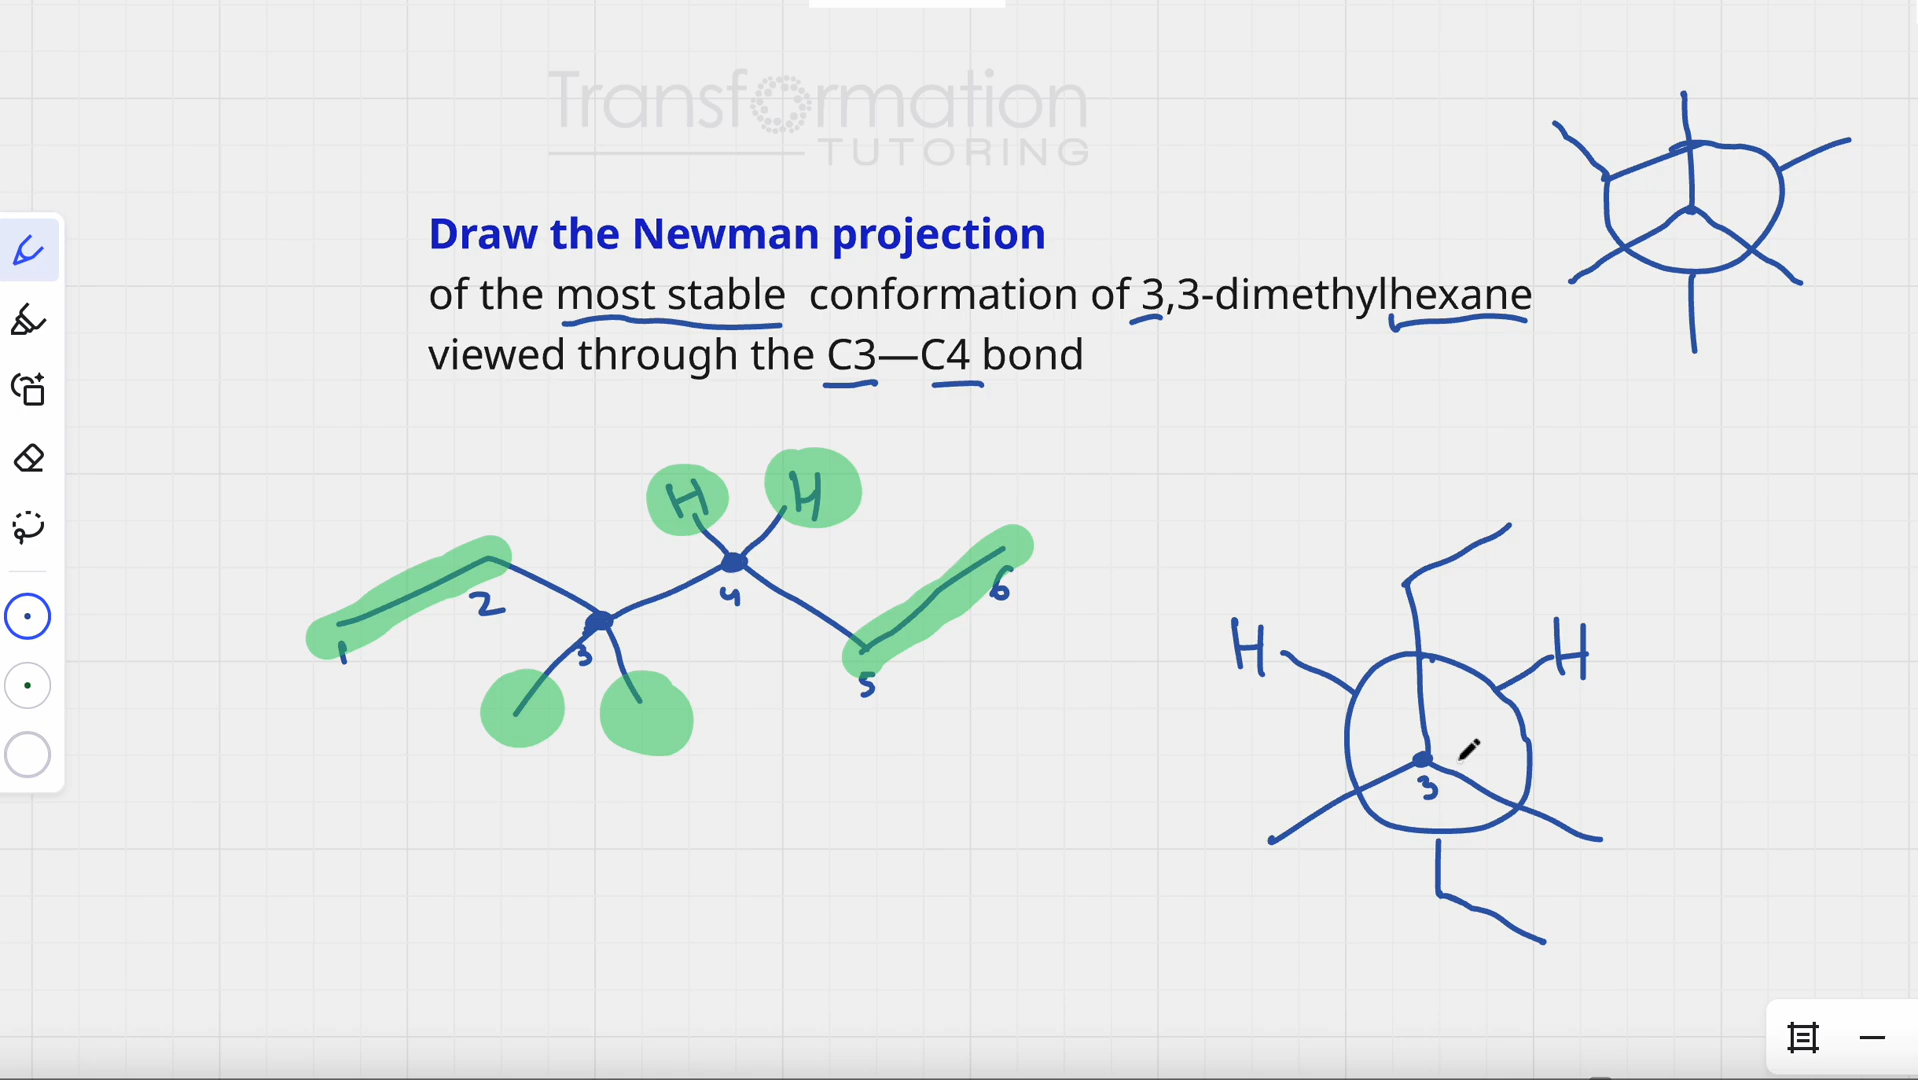 Transformation
TUTORING
Draw the Newman projection
of the most stable conformation of 3,3-dimethylhexane
viewed through the C3—C4 bond
H H
1 2 3 4 5 6
H H
3